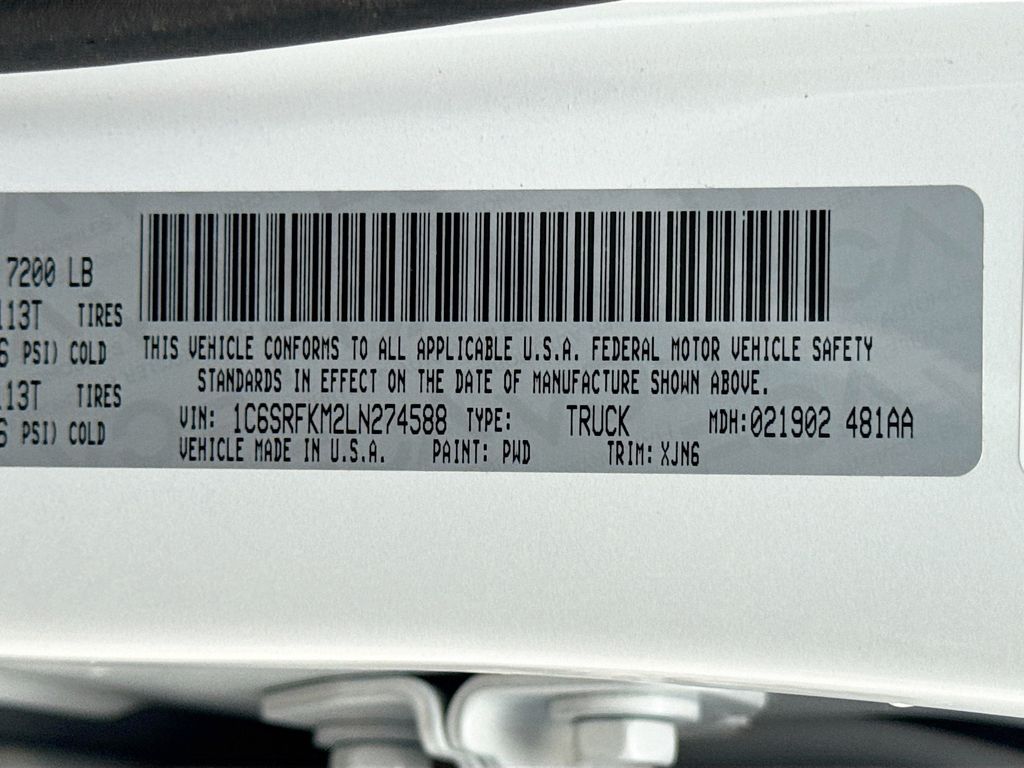 7200 LB
113T TIRES
6 PSI) COLD
113T TIRES
6 PSI) COLD
THIS VEHICLE CONFORMS TO ALL APPLICABLE U.S.A. FEDERAL MOTOR VEHICLE SAFETY
STANDARDS IN EFFECT ON THE DATE OF MANUFACTURE SHOWN ABOVE.
VIN: 1C6SRFKM2LN274588 TYPE: TRUCK MDH:021902 481AA
VEHICLE MADE IN U.S.A. PAINT: PWD TRIM: XJN6